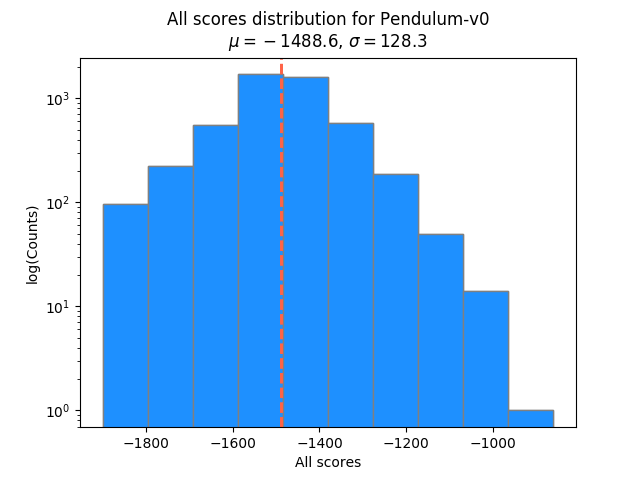 All scores distribution for Pendulum-v0
μ = −1488.6, σ = 128.3
10³
10²
10¹
10⁰
log(Counts)
−1800 −1600 −1400 −1200 −1000
All scores